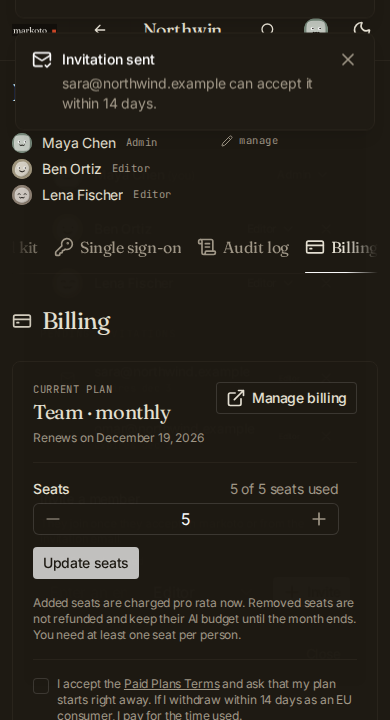 markoto
Northwin
Invitation sent
sara@northwind.example can accept it
within 14 days.
Maya Chen Admin
manage
Ben Ortiz Editor
Lena Fischer Editor
kit
Single sign-on
Audit log
Billing
Billing
CURRENT PLAN
Team · monthly
Renews on December 19, 2026
Manage billing
Seats
5 of 5 seats used
5
Update seats
Added seats are charged pro rata now. Removed seats are
not refunded and keep their AI budget until the month ends.
You need at least one seat per person.
I accept the Paid Plans Terms and ask that my plan
starts right away. If I withdraw within 14 days as an EU
consumer, I pay for the time used.